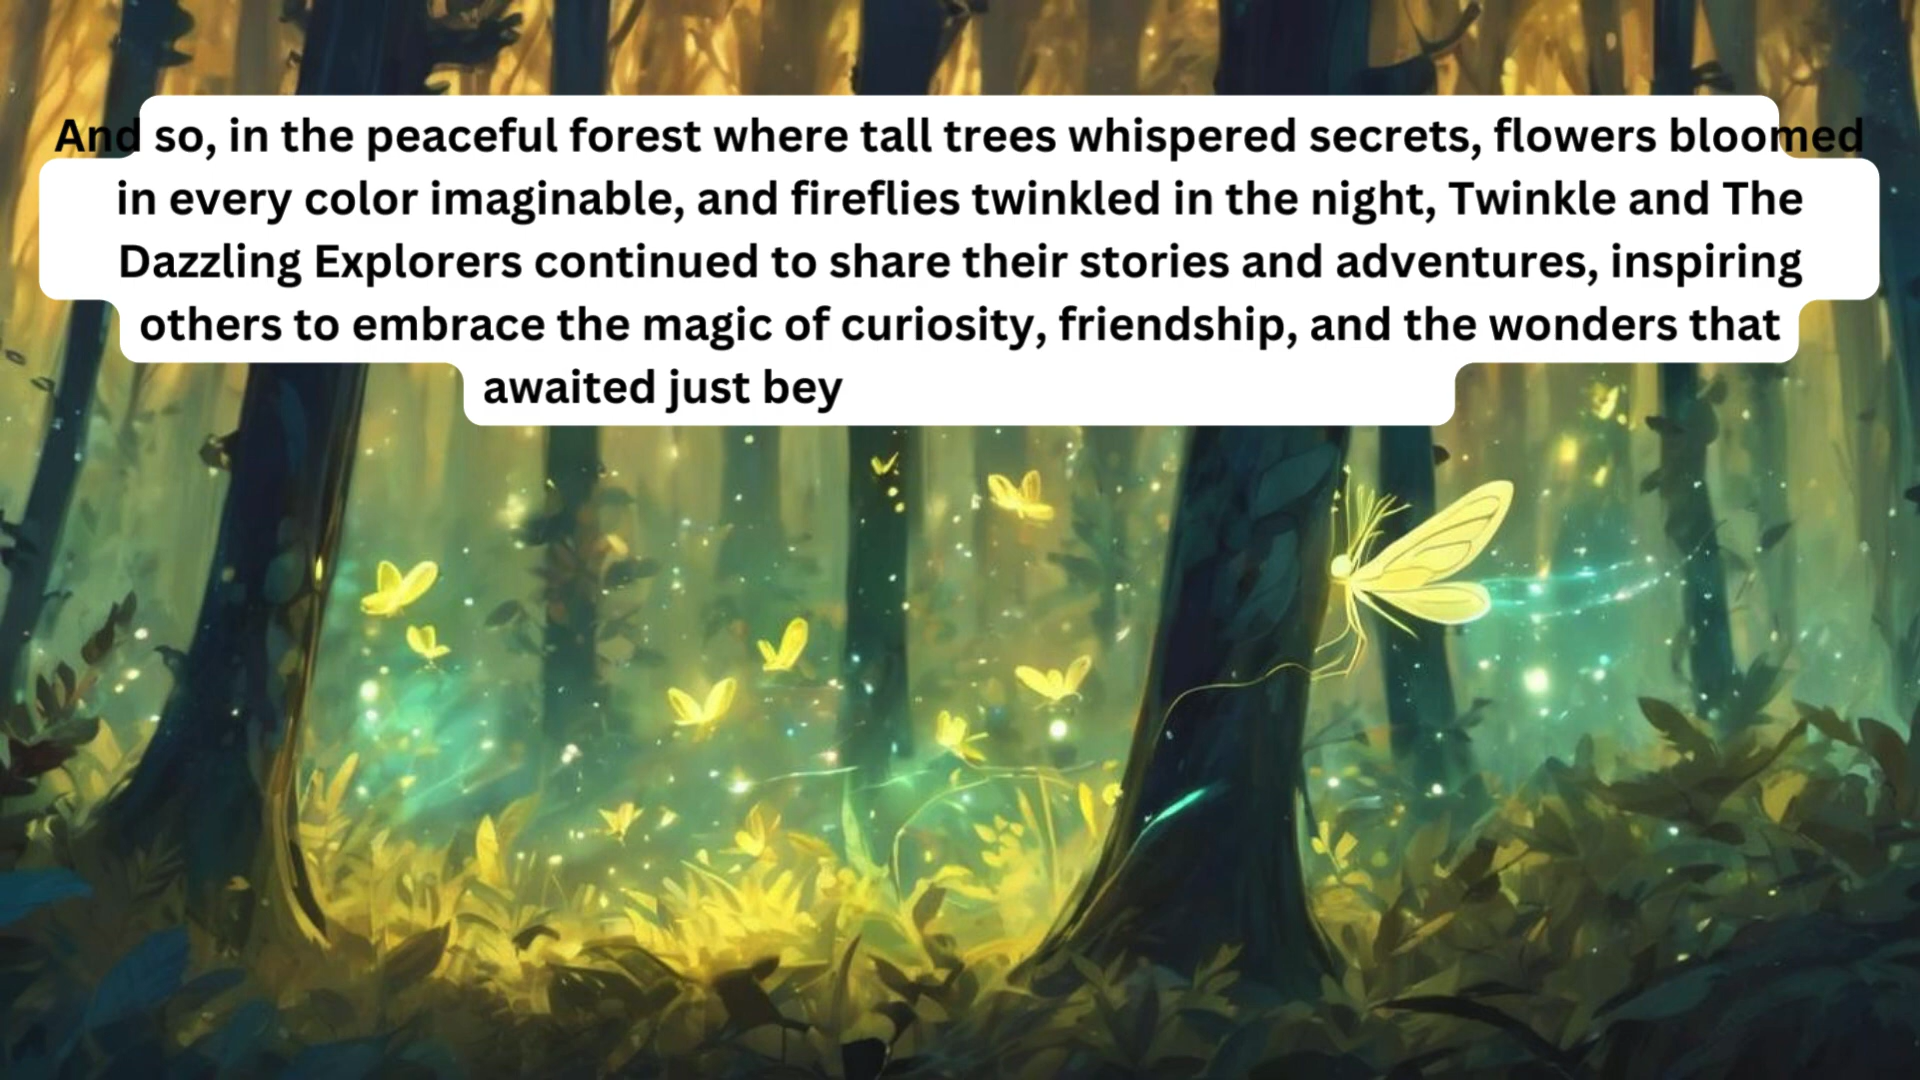 And so, in the peaceful forest where tall trees whispered secrets, flowers bloomed
in every color imaginable, and fireflies twinkled in the night, Twinkle and The
Dazzling Explorers continued to share their stories and adventures, inspiring
others to embrace the magic of curiosity, friendship, and the wonders that
awaited just bey